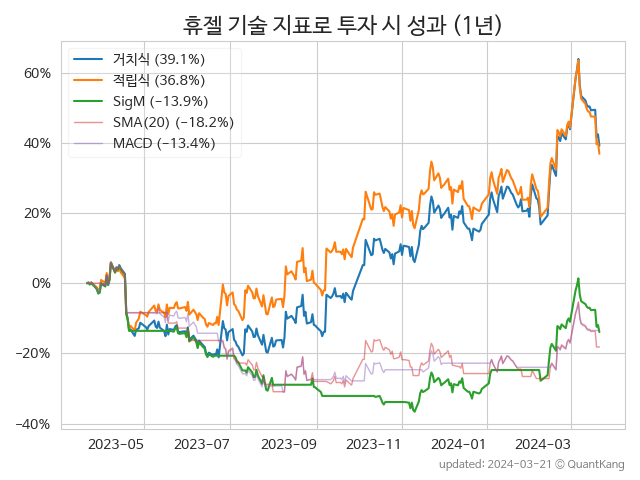 휴젤 기술 지표로 투자 시 성과 (1년)
거치식 (39.1%)
적립식 (36.8%)
SigM (−13.9%)
SMA(20) (−18.2%)
MACD (−13.4%)
60%
40%
20%
0%
−20%
−40%
2023−05 2023−07 2023−09 2023−11 2024−01 2024−03
updated: 2024−03−21 © QuantKang